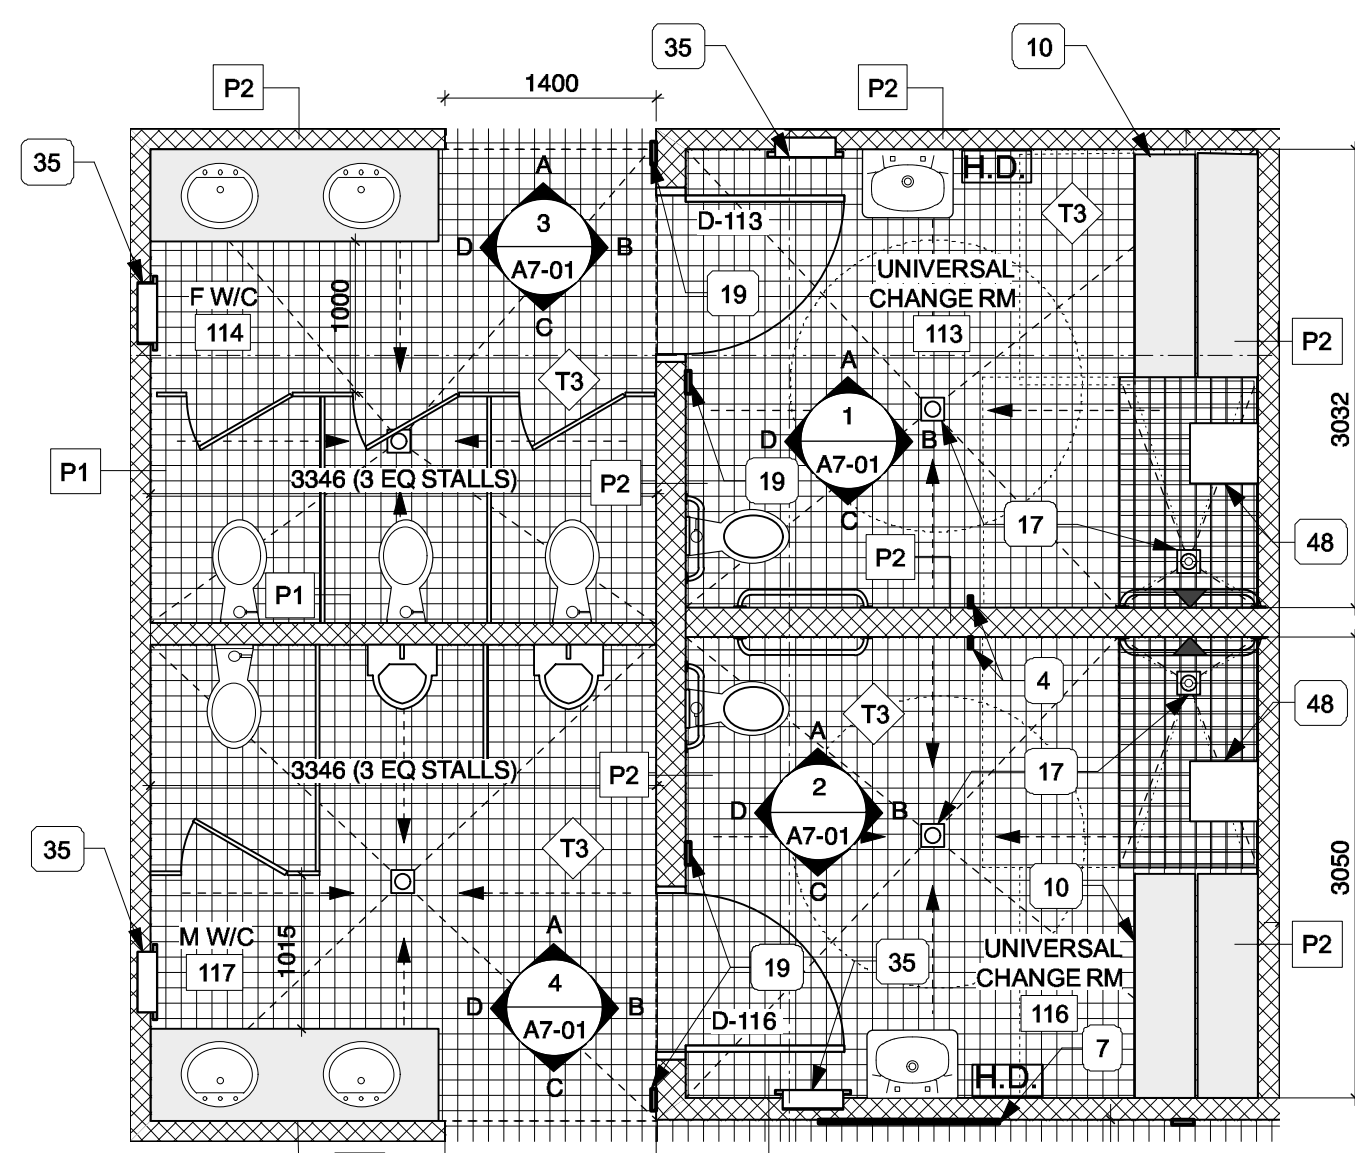 35
10
P2
1400
P2
35
A
H.D.
3
D
B
A7-01
C
D-113
T3
UNIVERSAL
CHANGE RM
113
F W/C
114
1000
19
P2
A
T3
1
D
B
A7-01
C
3032
P1
3346 (3 EQ STALLS)
P2
19
17
48
P2
P1
4
48
T3
A
3346 (3 EQ STALLS)
P2
17
2
D
B
A7-01
C
35
T3
3050
10
M W/C
117
1015
A
4
D
B
A7-01
C
19
35
UNIVERSAL
CHANGE RM
116
P2
D-116
7
H.D.